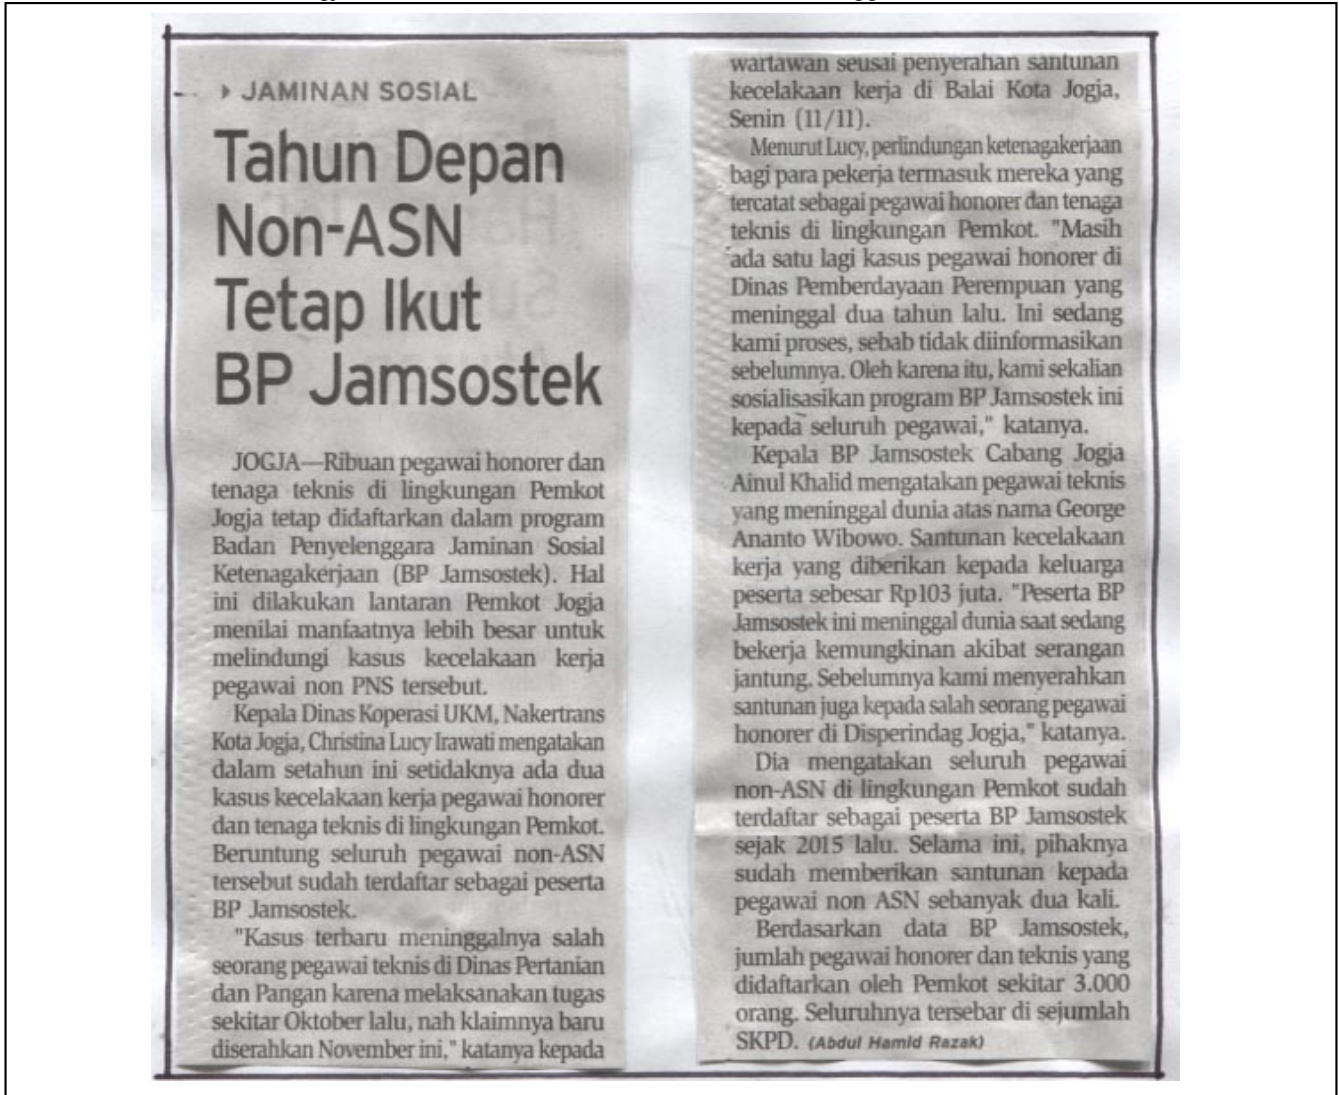 JAMINAN SOSIAL
Tahun Depan
Non-ASN
Tetap Ikut
BP Jamsostek
JOGJA—Ribuan pegawai honorer dan
tenaga teknis di lingkungan Pemkot
Jogja tetap didaftarkan dalam program
Badan Penyelenggara Jaminan Sosial
Ketenagakerjaan (BP Jamsostek). Hal
ini dilakukan lantaran Pemkot Jogja
menilai manfaatnya lebih besar untuk
melindungi kasus kecelakaan kerja
pegawai non PNS tersebut.
Kepala Dinas Koperasi UKM, Nakertrans
Kota Jogja, Christina Lucy Irawati mengatakan
dalam setahun ini setidaknya ada dua
kasus kecelakaan kerja pegawai honorer
dan tenaga teknis di lingkungan Pemkot.
Beruntung seluruh pegawai non-ASN
tersebut sudah terdaftar sebagai peserta
BP Jamsostek.
"Kasus terbaru meninggalnya salah
seorang pegawai teknis di Dinas Pertanian
dan Pangan karena melaksanakan tugas
sekitar Oktober lalu, nah klaimnya baru
diserahkan November ini," katanya kepada
wartawan seusai penyerahan santunan
kecelakaan kerja di Balai Kota Jogja,
Senin (11/11).
Menurut Lucy, perlindungan ketenagakerjaan
bagi para pekerja termasuk mereka yang
tercatat sebagai pegawai honorer dan tenaga
teknis di lingkungan Pemkot. "Masih
ada satu lagi kasus pegawai honorer di
Dinas Pemberdayaan Perempuan yang
meninggal dua tahun lalu. Ini sedang
kami proses, sebab tidak diinformasikan
sebelumnya. Oleh karena itu, kami sekalian
sosialisasikan program BP Jamsostek ini
kepada seluruh pegawai," katanya.
Kepala BP Jamsostek Cabang Jogja
Ainul Khalid mengatakan pegawai teknis
yang meninggal dunia atas nama George
Ananto Wibowo. Santunan kecelakaan
kerja yang diberikan kepada keluarga
peserta sebesar Rp103 juta. "Peserta BP
Jamsostek ini meninggal dunia saat sedang
bekerja kemungkinan akibat serangan
jantung. Sebelumnya kami menyerahkan
santunan juga kepada salah seorang pegawai
honorer di Disperindag Jogja," katanya.
Dia mengatakan seluruh pegawai
non-ASN di lingkungan Pemkot sudah
terdaftar sebagai peserta BP Jamsostek
sejak 2015 lalu. Selama ini, pihaknya
sudah memberikan santunan kepada
pegawai non ASN sebanyak dua kali.
Berdasarkan data BP Jamsostek,
jumlah pegawai honorer dan teknis yang
didaftarkan oleh Pemkot sekitar 3.000
orang. Seluruhnya tersebar di sejumlah
SKPD. (Abdul Hamid Razak)